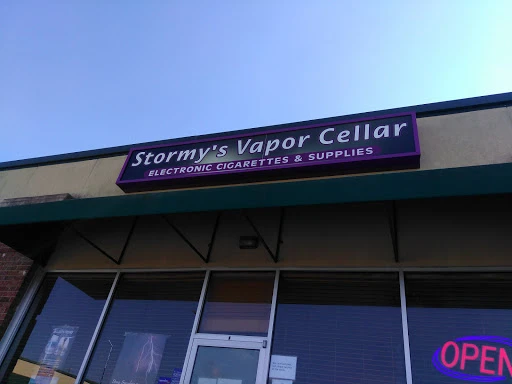 Stormy's Vapor Cellar
ELECTRONIC CIGARETTES & SUPPLIES
OPEN